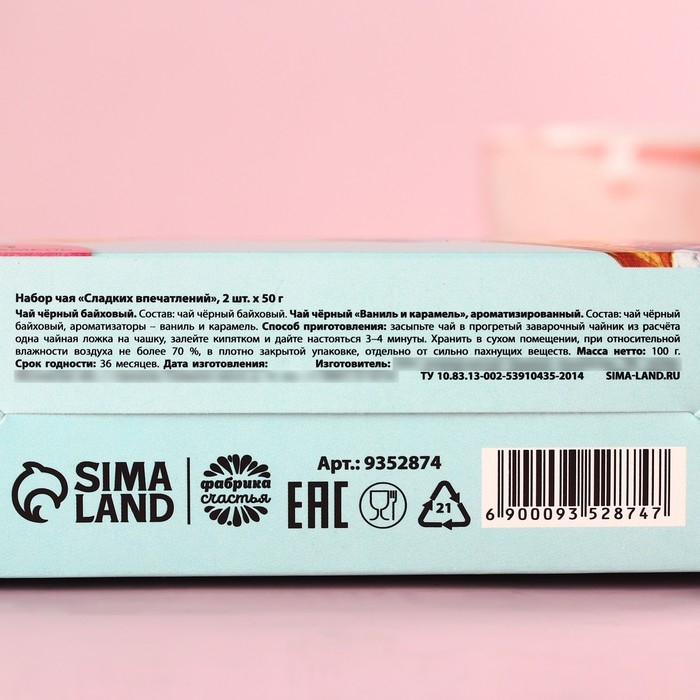 Набор чая «Сладких впечатлений», 2 шт. х 50 г
Чай чёрный байховый. Состав: чай чёрный байховый. Чай чёрный «Ваниль и карамель», ароматизированный. Состав: чай чёрный
байховый, ароматизаторы – ваниль и карамель. Способ приготовления: засыпьте чай в прогретый заварочный чайник из расчёта
одна чайная ложка на чашку, залейте кипятком и дайте настояться 3–4 минуты. Хранить в сухом помещении, при относительной
влажности воздуха не более 70 %, в плотно закрытой упаковке, отдельно от сильно пахнущих веществ. Масса нетто: 100 г.
Срок годности: 36 месяцев. Дата изготовления: Изготовитель:
ТУ 10.83.13-002-53910435-2014 SIMA-LAND.RU
SIMA
LAND
фабрика
счастья
Арт.: 9352874
EAC
21
6 900093 528747